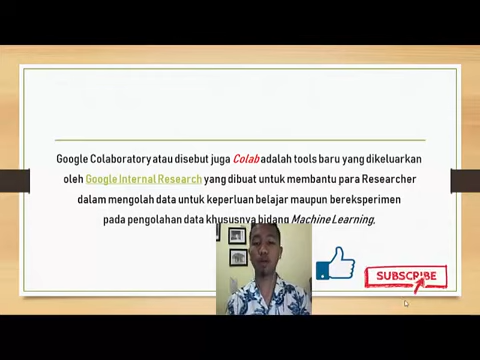 Google Colaboratory atau disebut juga Colab adalah tools baru yang dikeluarkan
oleh Google Internal Research yang dibuat untuk membantu para Researcher
dalam mengolah data untuk keperluan belajar maupun bereksperimen
pada pengolahan data khususnya bidang Machine Learning.
SUBSCRIBE